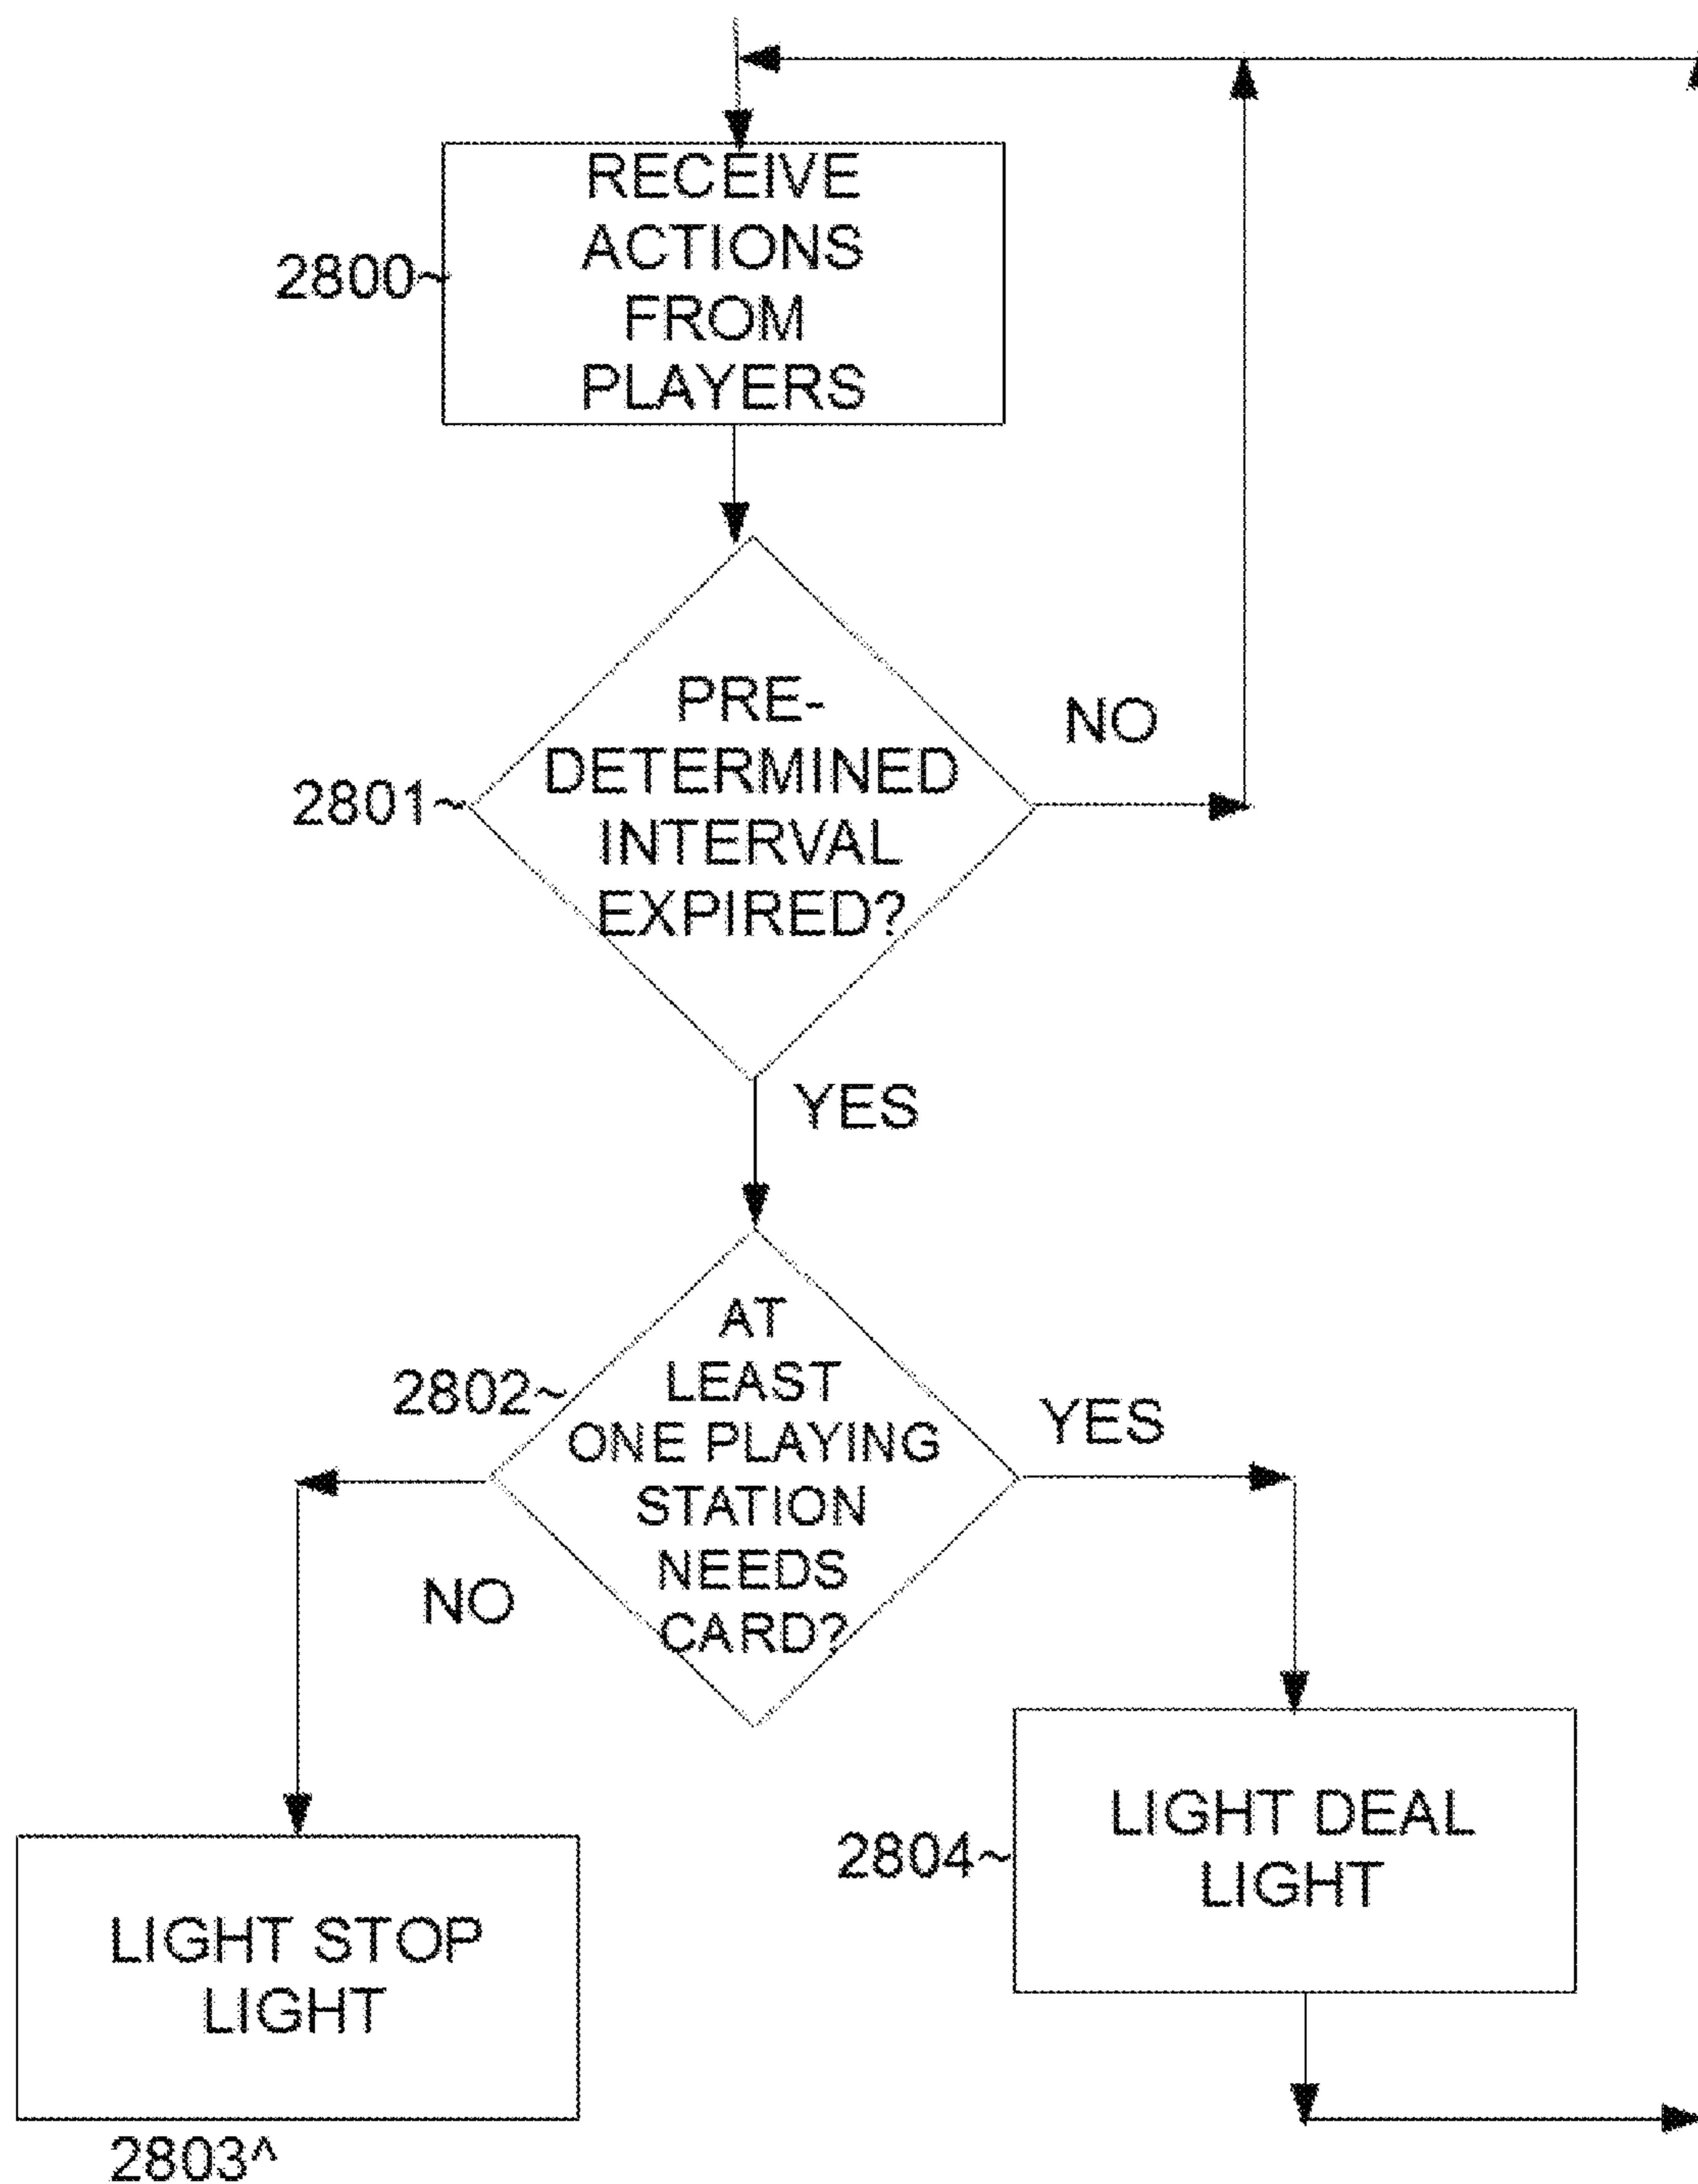 RECEIVE
ACTIONS
FROM
PLAYERS
2800~
PRE-
DETERMINED
INTERVAL
EXPIRED?
2801~
NO
YES
AT
LEAST
ONE PLAYING
STATION
NEEDS
CARD?
2802~
YES
NO
LIGHT DEAL
LIGHT
2804~
LIGHT STOP
LIGHT
2803^